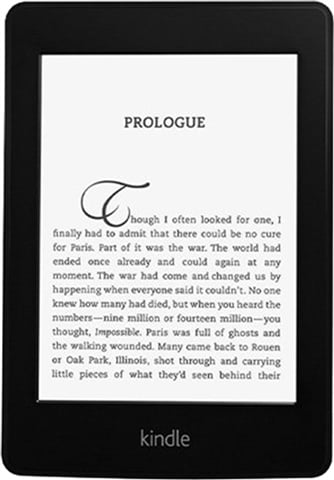 PROLOGUE
Though I often looked for one, I
finally had to admit that there could be no cure
for Paris. Part of it was the war. The world had
ended once already and could again at any
moment. The war had come and changed us by
happening when everyone said it couldn't. No one
knew how many had died, but when you heard the
numbers—nine million or fourteen million—you
thought, Impossible. Paris was full of ghosts and
the walking wounded. Many came back to Rouen
or Oak Park, Illinois, shot through and carrying
little pieces of what they'd seen behind their
kindle